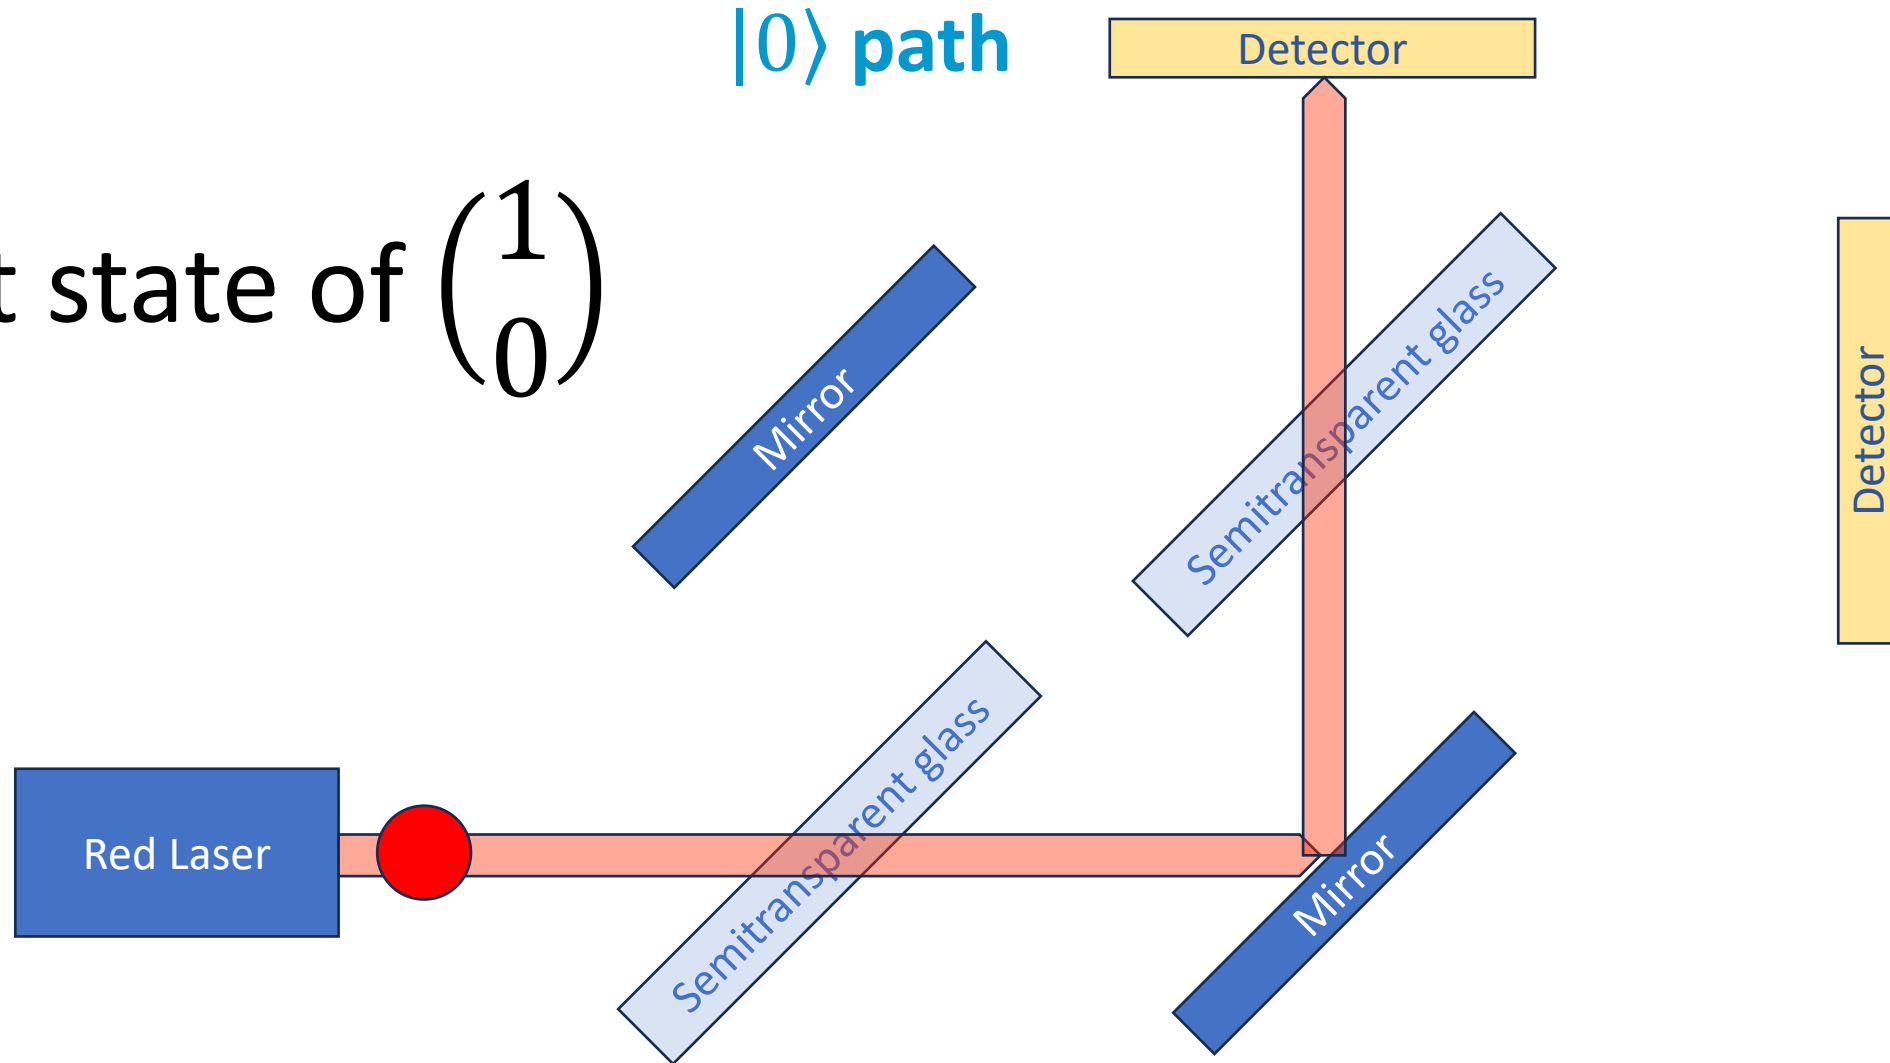 |0⟩ path
Detector
t state of (1
0)
Mirror
Semitransparent glass
Detector
Semitransparent glass
Red Laser
Mirror